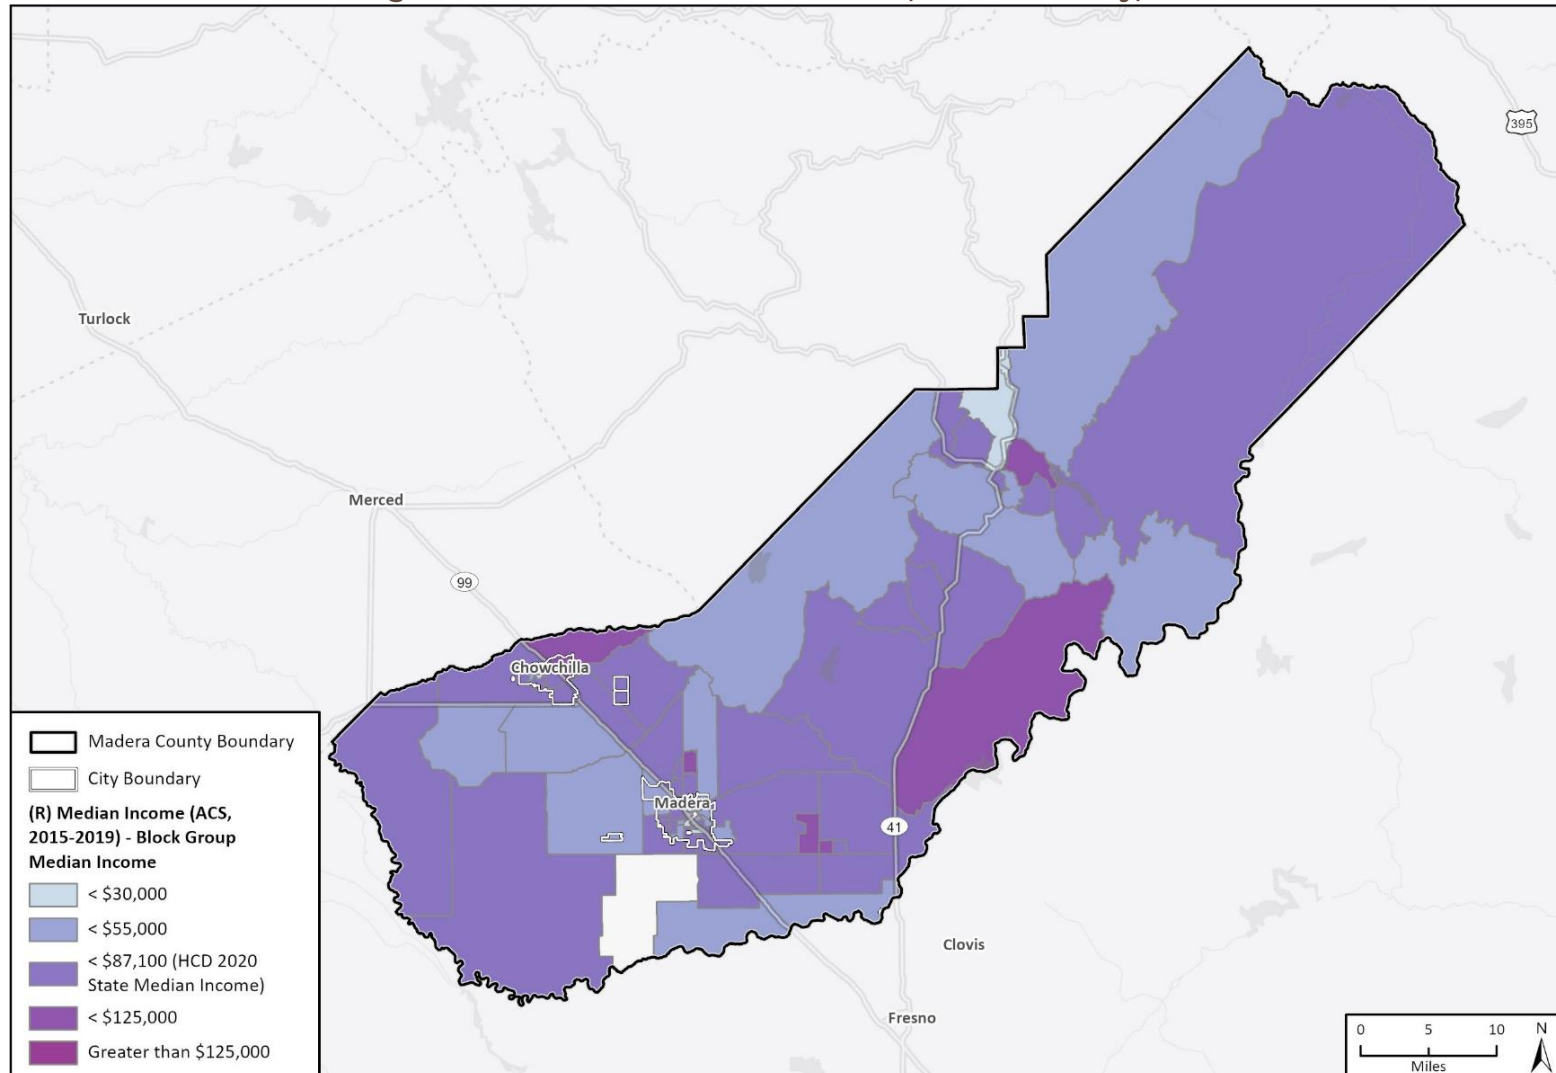 395
Turlock
Merced
99
Chowchilla
Madera
41
Clovis
Fresno
Madera County Boundary
City Boundary
(R) Median Income (ACS,
2015-2019) - Block Group
Median Income
< $30,000
< $55,000
< $87,100 (HCD 2020
State Median Income)
< $125,000
Greater than $125,000
0 5 10
Miles
N